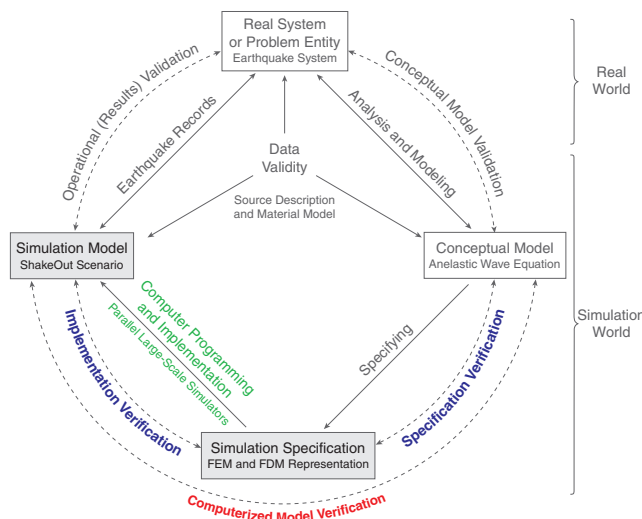 Real System
or Problem Entity
Earthquake System
Real
World
Operational (Results) Validation
Conceptual Model Validation
Earthquake Records
Analysis and Modeling
Data
Validity
Source Description
and Material Model
Simulation Model
ShakeOut Scenario
Conceptual Model
Anelastic Wave Equation
Simulation
World
Computer Programming
and Implementation
Parallel Large-Scale Simulators
Specifying
Implementation Verification
Specification Verification
Simulation Specification
FEM and FDM Representation
Computerized Model Verification